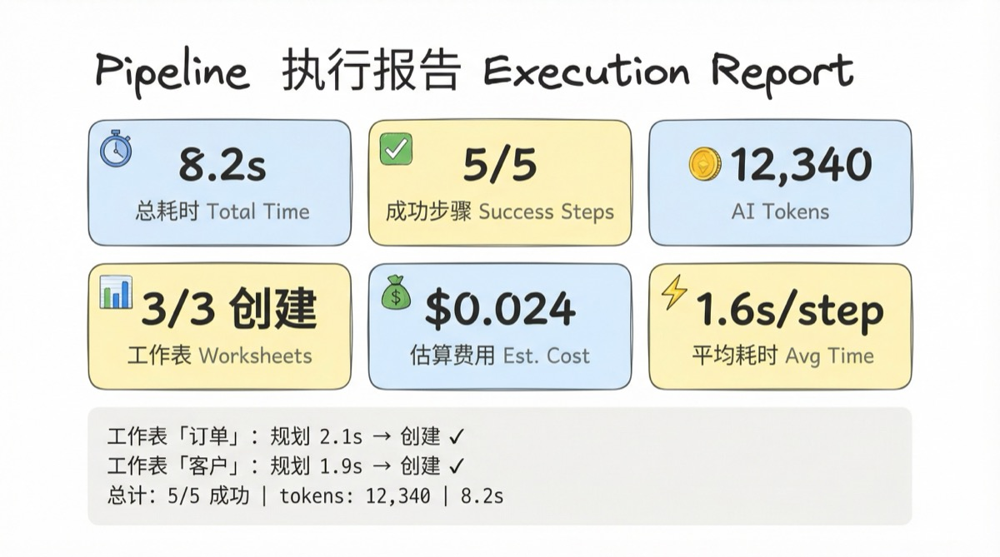 Pipeline 执行报告 Execution Report
8.2s
总耗时 Total Time
5/5
成功步骤 Success Steps
12,340
AI Tokens
3/3 创建
工作表 Worksheets
$0.024
估算费用 Est. Cost
1.6s/step
平均耗时 Avg Time
工作表「订单」: 规划 2.1s → 创建 ✓
工作表「客户」: 规划 1.9s → 创建 ✓
总计: 5/5 成功 | tokens: 12,340 | 8.2s